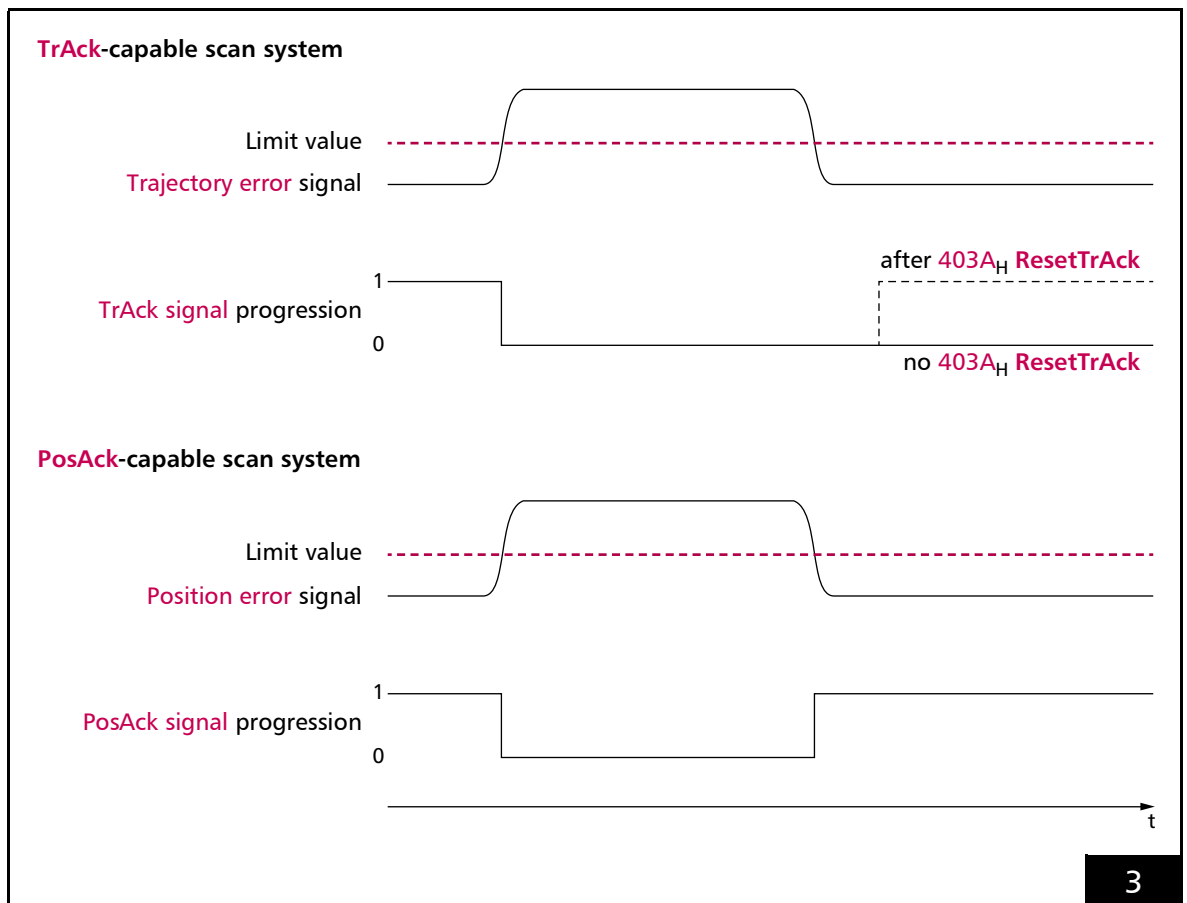 TrAck-capable scan system
Limit value
Trajectory error signal
after 403AH ResetTrAck
1
TrAck signal progression
0
no 403AH ResetTrAck
PosAck-capable scan system
Limit value
Position error signal
1
PosAck signal progression
0
t
3